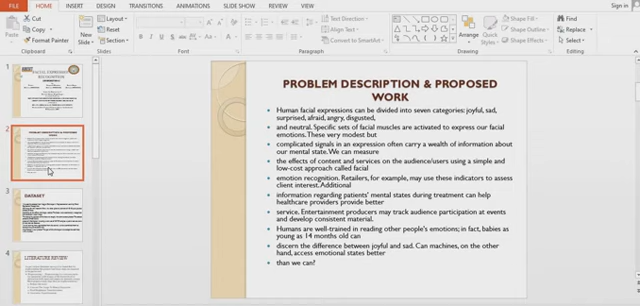 FILE HOME INSERT DESIGN TRANSITIONS ANIMATIONS SLIDE SHOW REVIEW VIEW Sign in
Cut Layout Text Direction Shape Fill Find
Copy Reset Align Text Shape Outline Replace
Paste Format Painter New Slide Section Convert to SmartArt Arrange Quick Styles Shape Effects Select
Clipboard Slides Font Paragraph Drawing Editing
1
FACIAL EXPRESSION
RECOGNITION
2
PROBLEM DESCRIPTION & PROPOSED
WORK
3
DATASET
4
LITERATURE REVIEW
PROBLEM DESCRIPTION & PROPOSED
WORK
Human facial expressions can be divided into seven categories: joyful, sad,
surprised, afraid, angry, disgusted,
and neutral. Specific sets of facial muscles are activated to express our facial
emotions. These very modest but
complicated signals in an expression often carry a wealth of information about
our mental state. We can measure
the effects of content and services on the audience/users using a simple and
low-cost approach called facial
emotion recognition. Retailers, for example, may use these indicators to assess
client interest. Additional
information regarding patients' mental states during treatment can help
healthcare providers provide better
service. Entertainment producers may track audience participation at events
and develop consistent material.
Humans are well-trained in reading other people's emotions; in fact, babies as
young as 14 months old can
discern the difference between joyful and sad. Can machines, on the other
hand, access emotional states better
than we can?